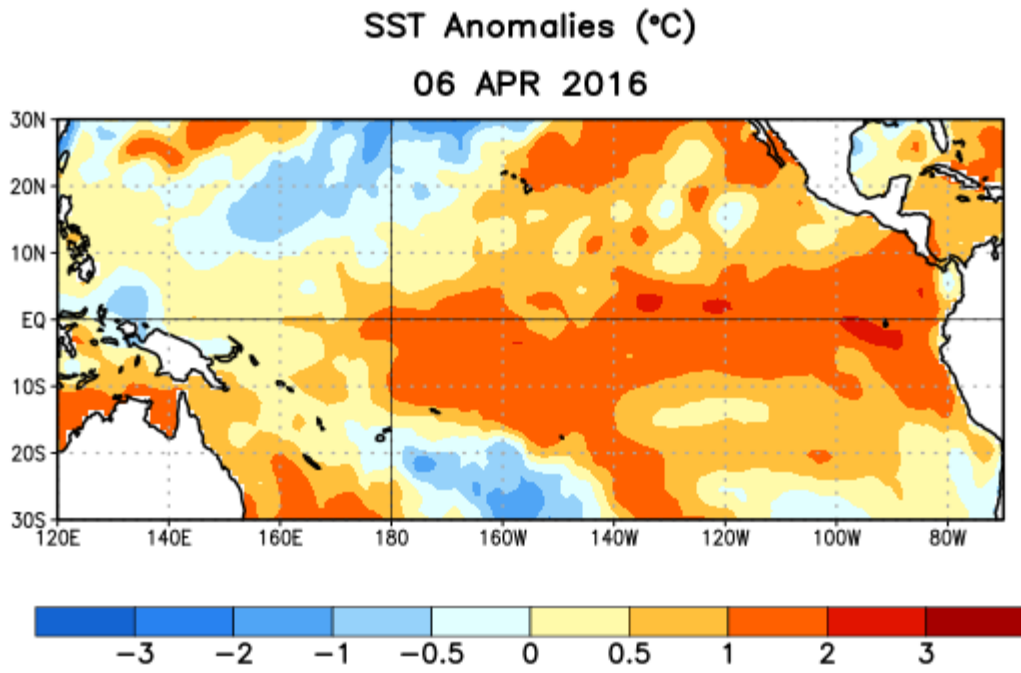 SST Anomalies (°C)
06 APR 2016
30N
20N
10N
EQ
10S
20S
30S
120E 140E 160E 180 160W 140W 120W 100W 80W
−3 −2 −1 −0.5 0 0.5 1 2 3